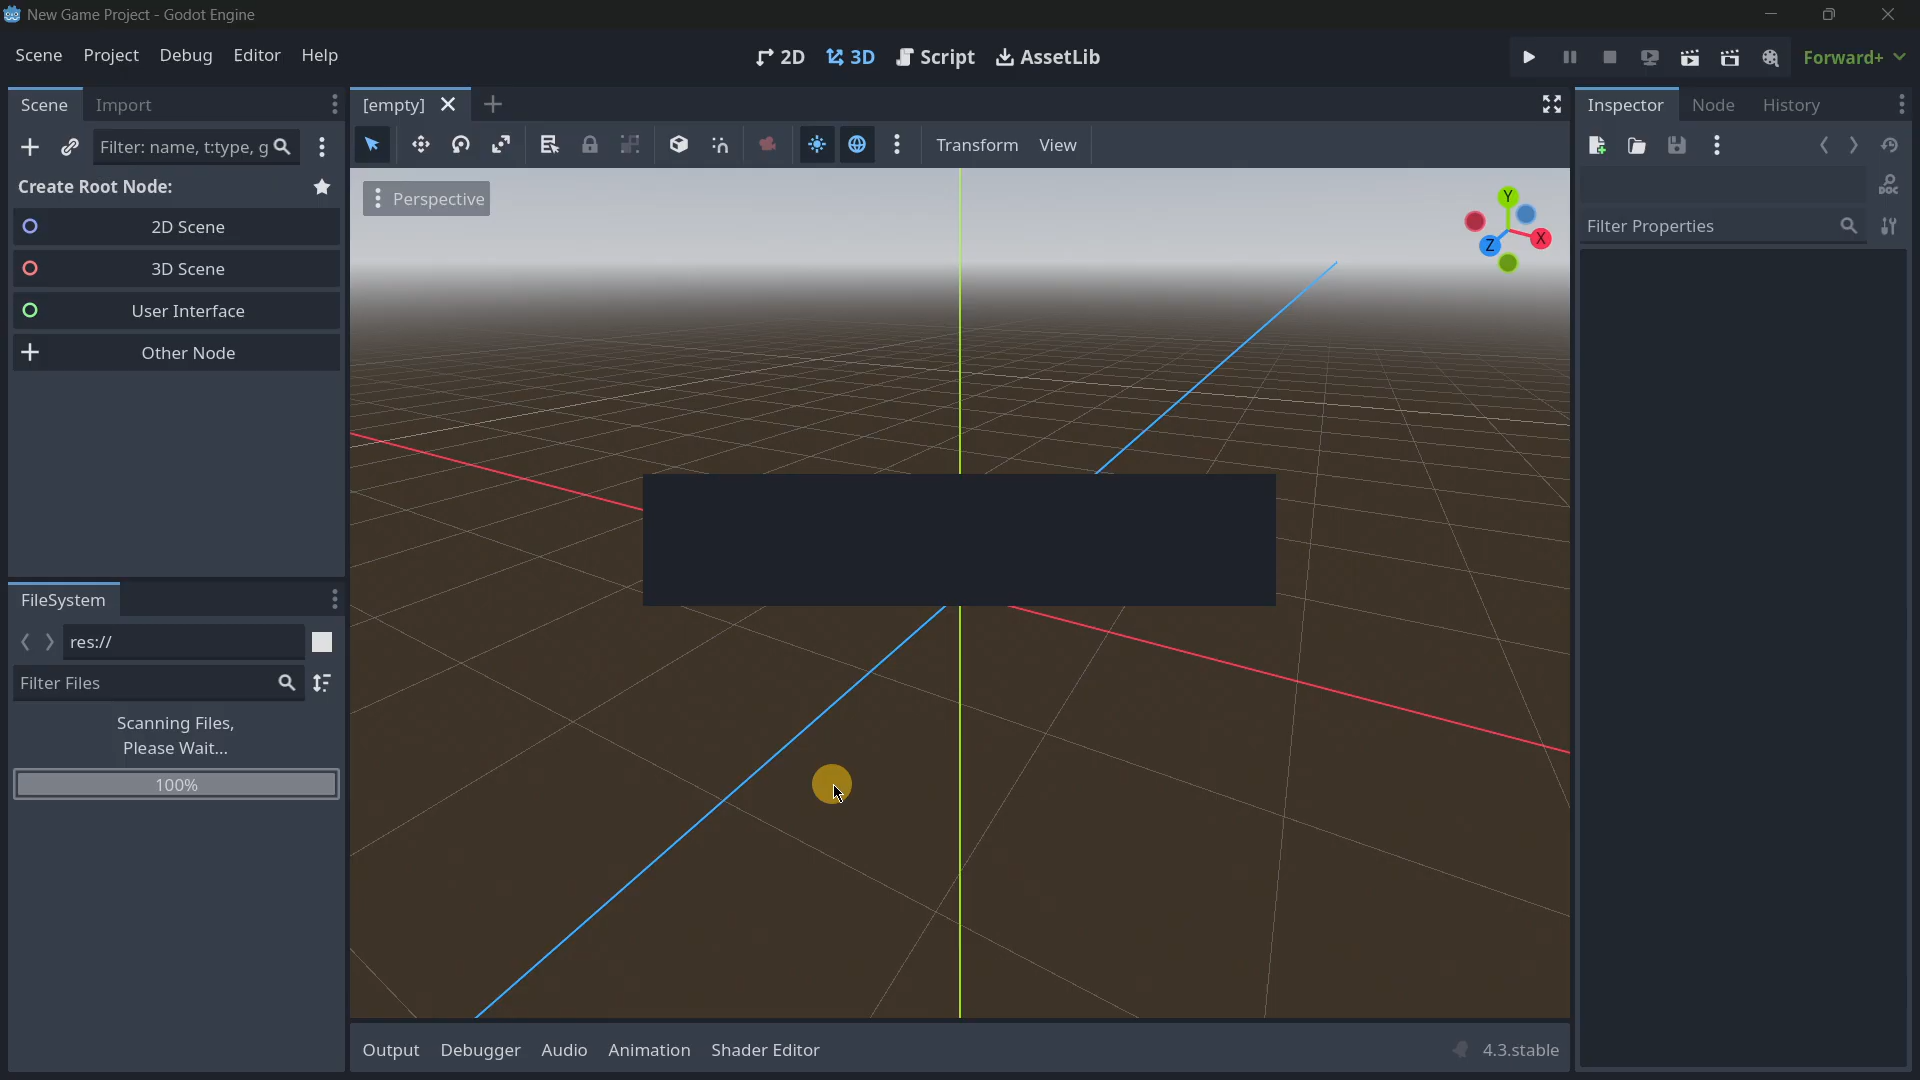 New Game Project - Godot Engine
Scene Project Debug Editor Help
2D 3D Script AssetLib
Forward+
Scene Import
Filter: name, t:type, g
Create Root Node:
2D Scene
3D Scene
User Interface
Other Node
FileSystem
res://
Filter Files
Scanning Files,
Please Wait...
100%
[empty]
Transform View
Perspective
Y
X
Z
Output Debugger Audio Animation Shader Editor
4.3.stable
Inspector Node History
DOC
Filter Properties